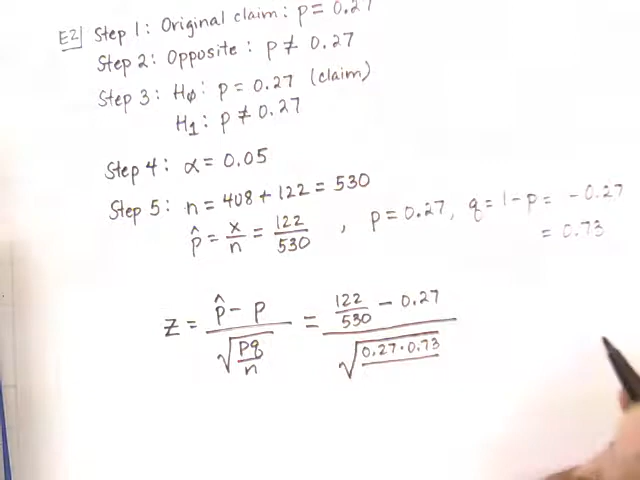 E2 Step 1: Original claim: p = 0.27
Step 2: Opposite: p ≠ 0.27
Step 3: H₀: p = 0.27 (claim)
H₁: p ≠ 0.27
Step 4: α = 0.05
Step 5: n = 408 + 122 = 530
p̂ = x/n = 122/530 , p = 0.27, q = 1 - p = - 0.27
= 0.73
z = (p̂ - p)/√(pq/n) = (122/530 - 0.27)/√(0.27 · 0.73)